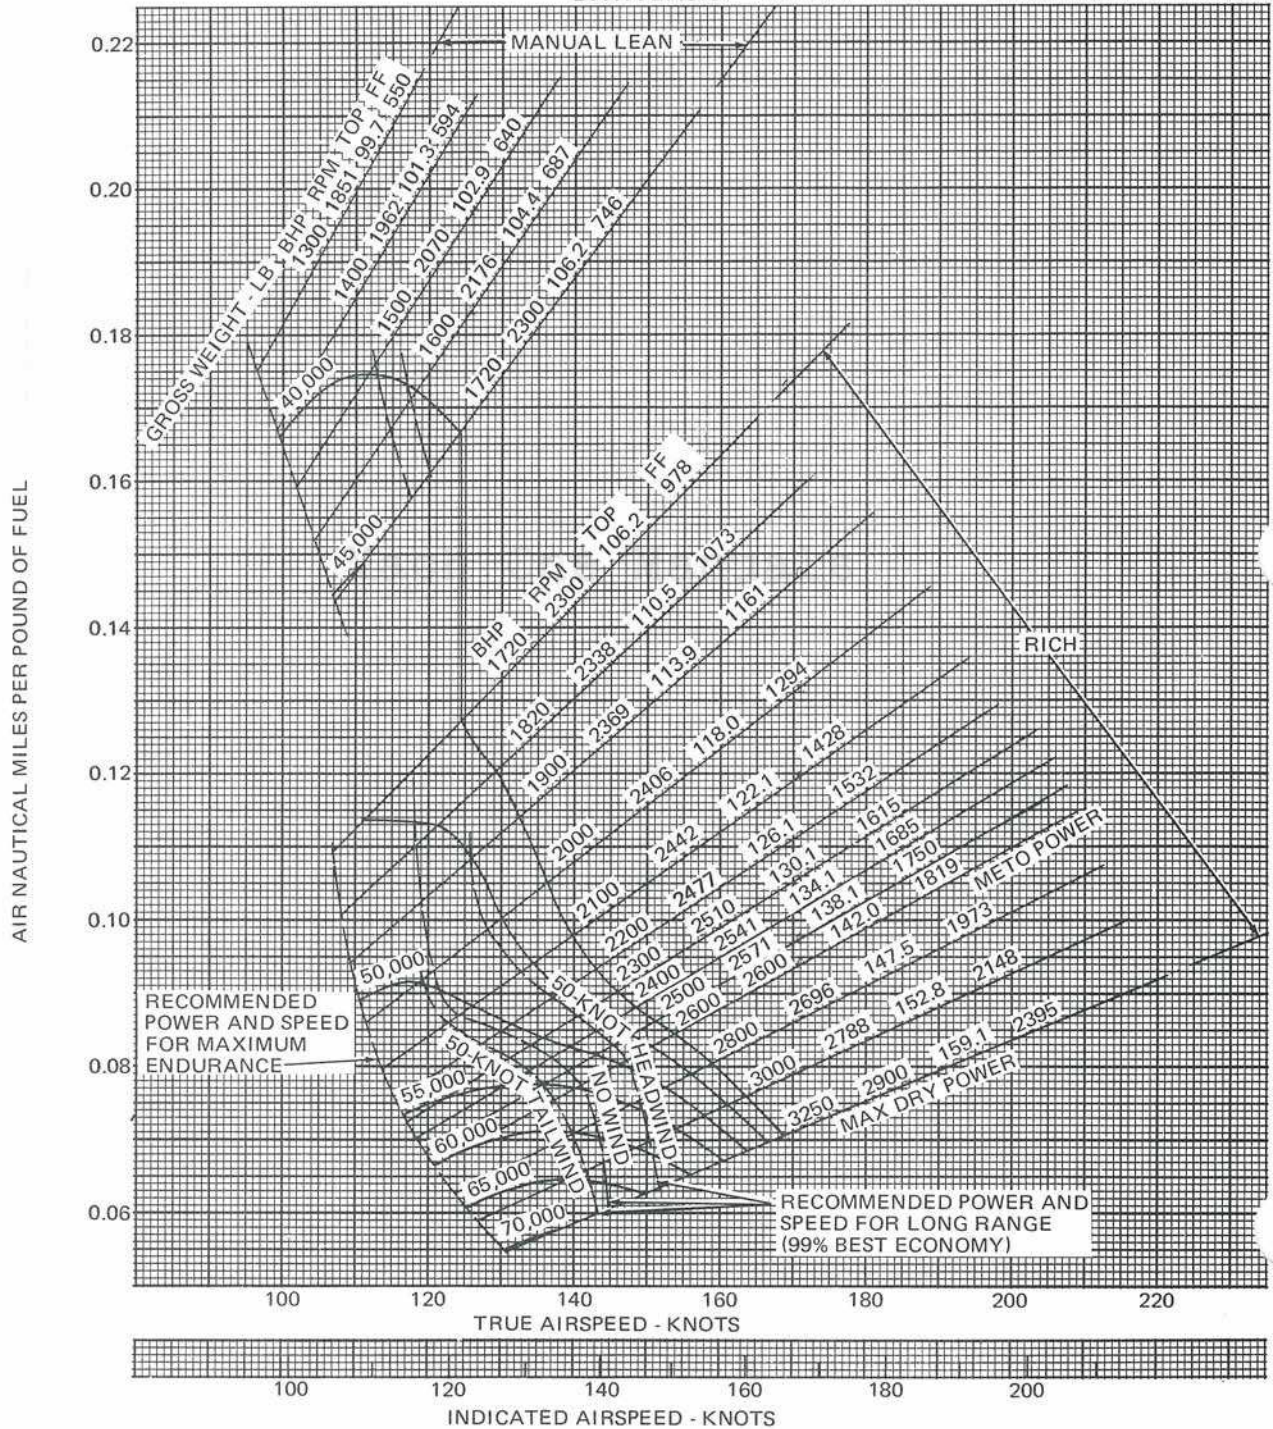 MANUAL LEAN
GROSS WEIGHT - LB BHP RPM TOP FF
1300 1851 99.7 550
1400 1962 101.3 594
1500 2070 102.9 640
1600 2176 104.4 687
1720 2300 106.2 746
40,000
45,000
BHP RPM TOP FF
1720 2300 106.2 978
1820 2338 110.5 1073
1900 2369 113.9 1161
2000 2406 118.0 1294
2100 2442 122.1 1428
2200 2477 126.1 1532
2300 2510 130.1 1615
2400 2541 134.1 1685
2500 2571 138.1 1750
2600 2600 142.0 1819
METO POWER
2800 2696 147.5 1973
3000 2788 152.8 2148
3250 2900 159.1 2395
MAX DRY POWER
RICH
50,000
55,000
60,000
65,000
70,000
50-KNOT HEADWIND
NO WIND
50-KNOT TAILWIND
RECOMMENDED
POWER AND SPEED
FOR MAXIMUM
ENDURANCE
RECOMMENDED POWER AND
SPEED FOR LONG RANGE
(99% BEST ECONOMY)
AIR NAUTICAL MILES PER POUND OF FUEL
0.22
0.20
0.18
0.16
0.14
0.12
0.10
0.08
0.06
100 120 140 160 180 200 220
TRUE AIRSPEED - KNOTS
100 120 140 160 180 200
INDICATED AIRSPEED - KNOTS